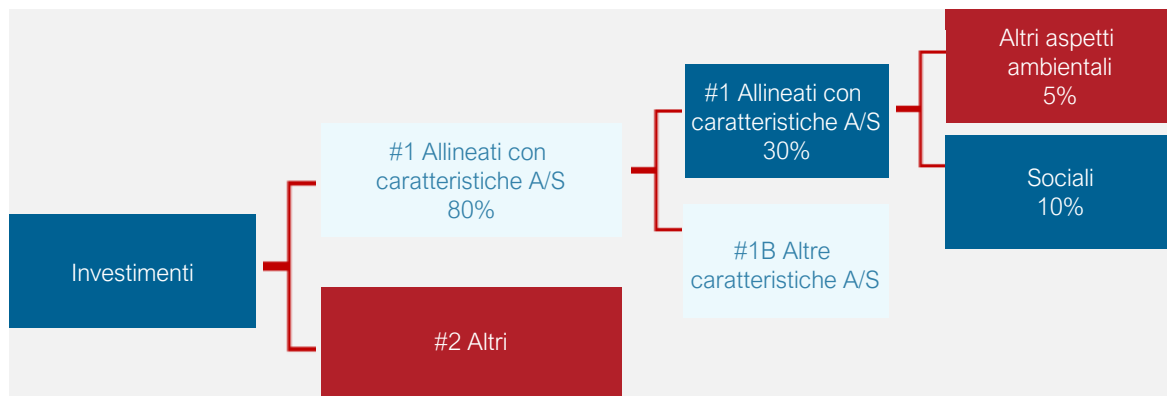 Investimenti
#1 Allineati con
caratteristiche A/S
80%
#2 Altri
#1 Allineati con
caratteristiche A/S
30%
#1B Altre
caratteristiche A/S
Altri aspetti
ambientali
5%
Sociali
10%